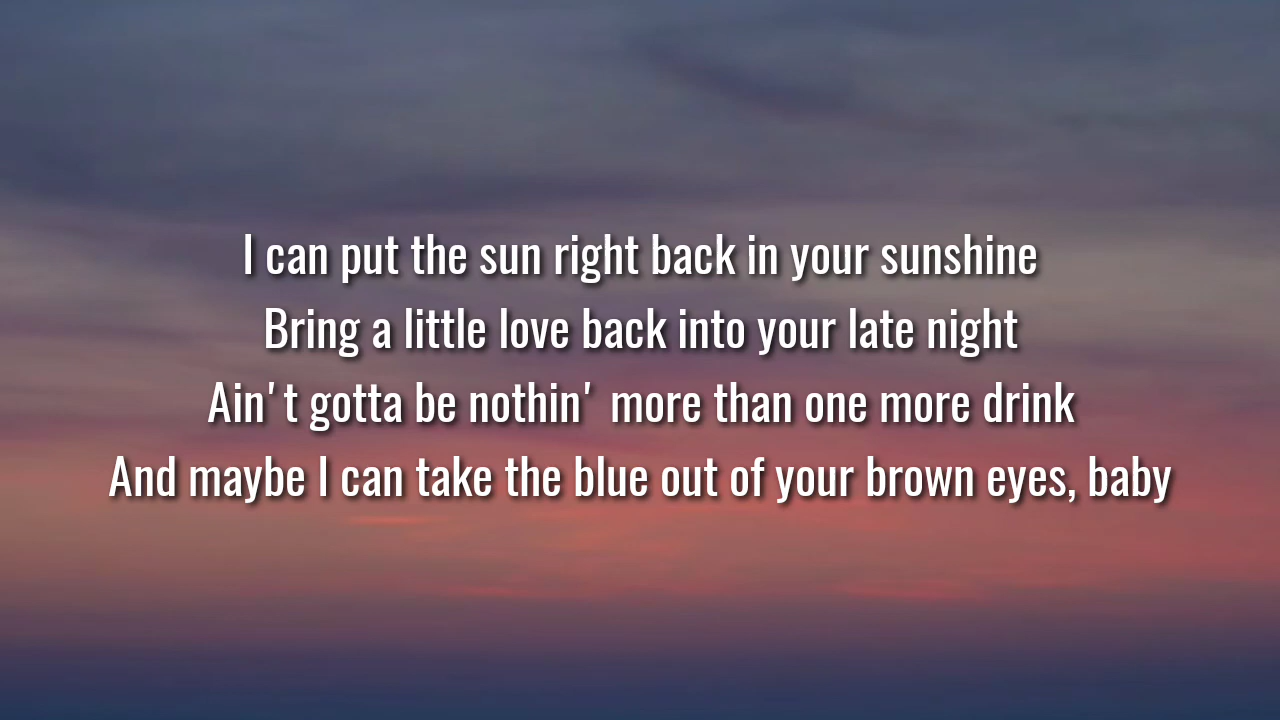 I can put the sun right back in your sunshine
Bring a little love back into your late night
Ain't gotta be nothin' more than one more drink
And maybe I can take the blue out of your brown eyes, baby